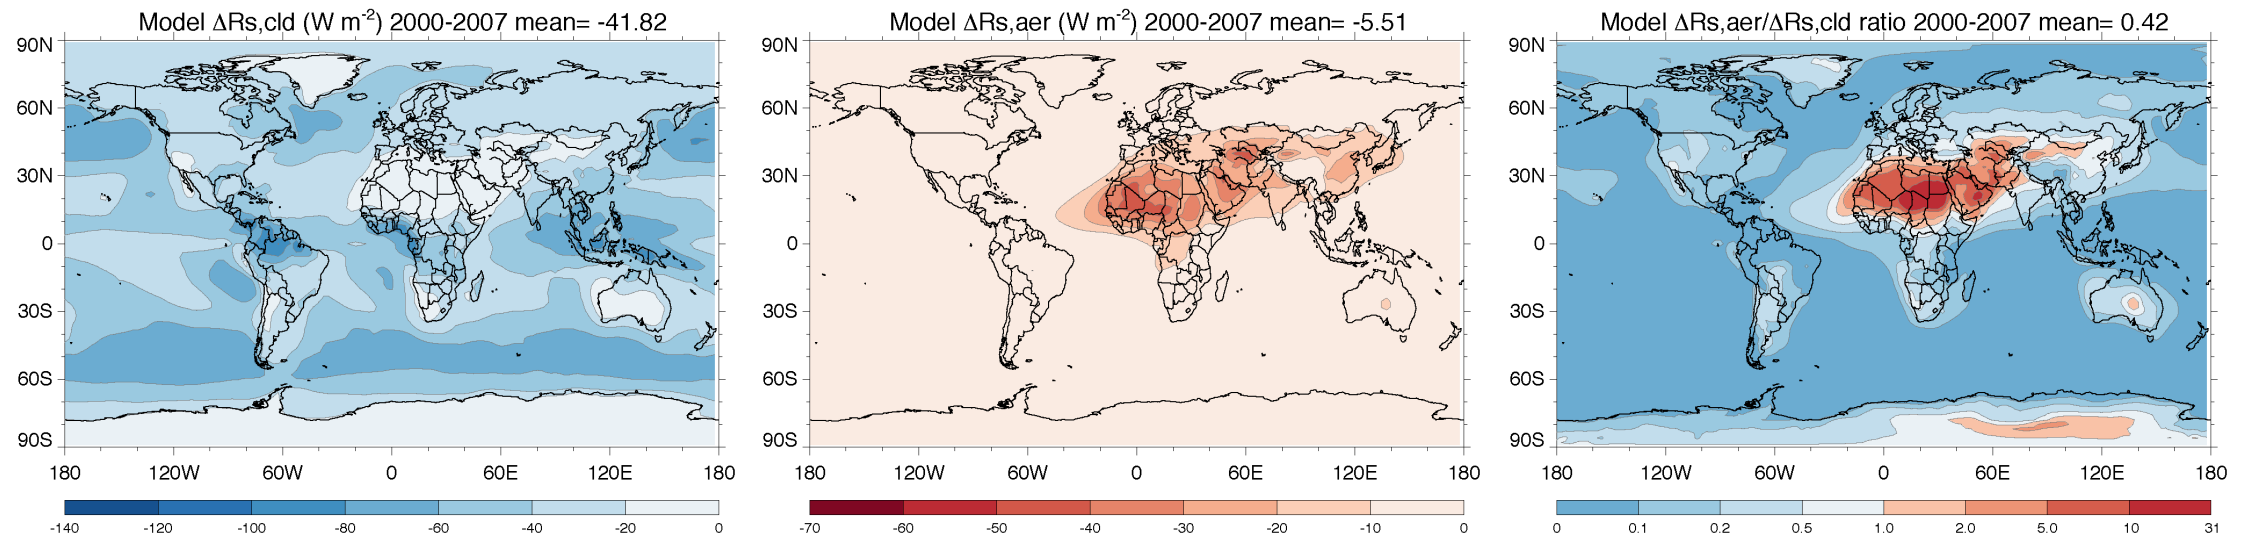 Model ΔRs,cld (W m-2) 2000-2007 mean= -41.82
90N
60N
30N
0
30S
60S
90S
180 120W 60W 0 60E 120E 180
-140 -120 -100 -80 -60 -40 -20 0
Model ΔRs,aer (W m-2) 2000-2007 mean= -5.51
90N
60N
30N
0
30S
60S
90S
180 120W 60W 0 60E 120E 180
-70 -60 -50 -40 -30 -20 -10 0
Model ΔRs,aer/ΔRs,cld ratio 2000-2007 mean= 0.42
90N
60N
30N
0
30S
60S
90S
180 120W 60W 0 60E 120E 180
0 0.1 0.2 0.5 1.0 2.0 5.0 10 31